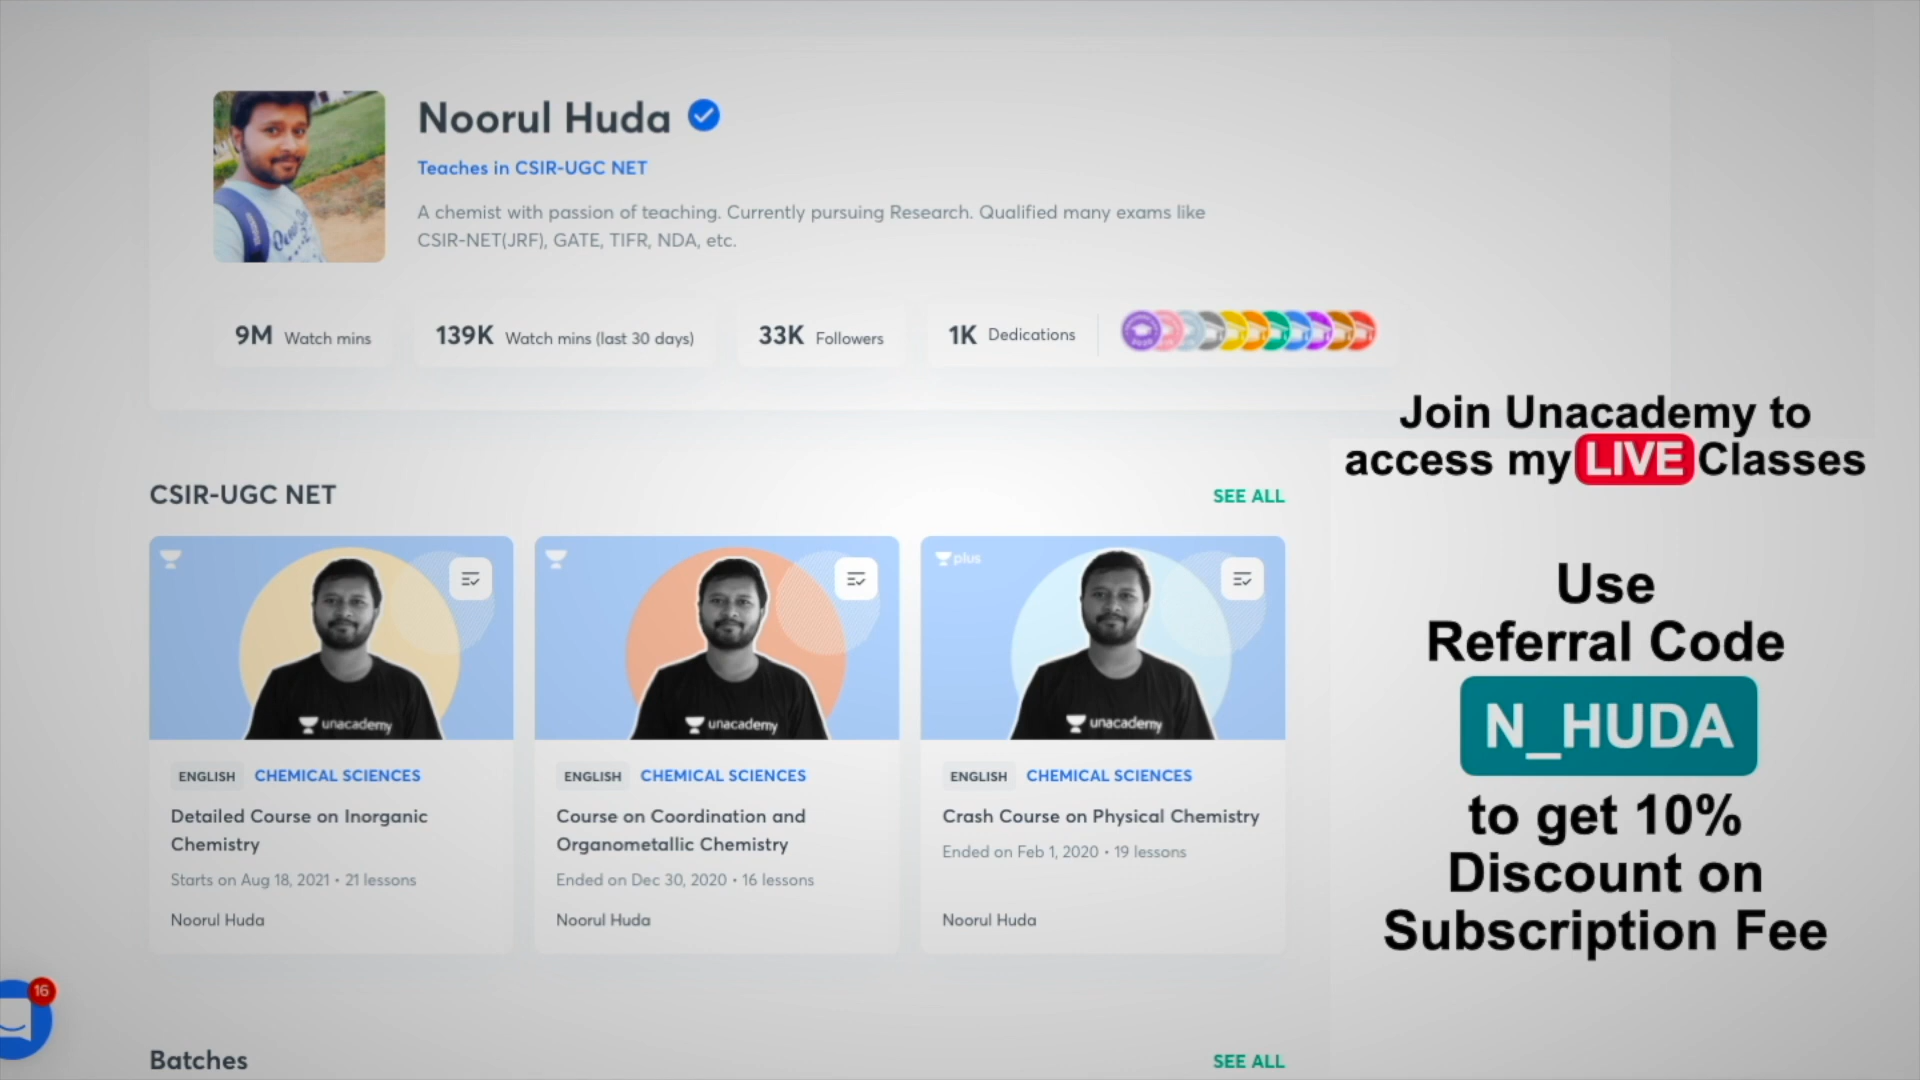 Noorul Huda
Teaches in CSIR-UGC NET
A chemist with passion of teaching. Currently pursuing Research. Qualified many exams like
CSIR-NET(JRF), GATE, TIFR, NDA, etc.
9M Watch mins
139K Watch mins (last 30 days)
33K Followers
1K Dedications
Join Unacademy to
access my LIVE Classes
Use
Referral Code
N_HUDA
to get 10%
Discount on
Subscription Fee
CSIR-UGC NET
SEE ALL
unacademy
ENGLISH CHEMICAL SCIENCES
Detailed Course on Inorganic
Chemistry
Starts on Aug 18, 2021 • 21 lessons
Noorul Huda
unacademy
ENGLISH CHEMICAL SCIENCES
Course on Coordination and
Organometallic Chemistry
Ended on Dec 30, 2020 • 16 lessons
Noorul Huda
plus
unacademy
ENGLISH CHEMICAL SCIENCES
Crash Course on Physical Chemistry
Ended on Feb 1, 2020 • 19 lessons
Noorul Huda
16
Batches
SEE ALL